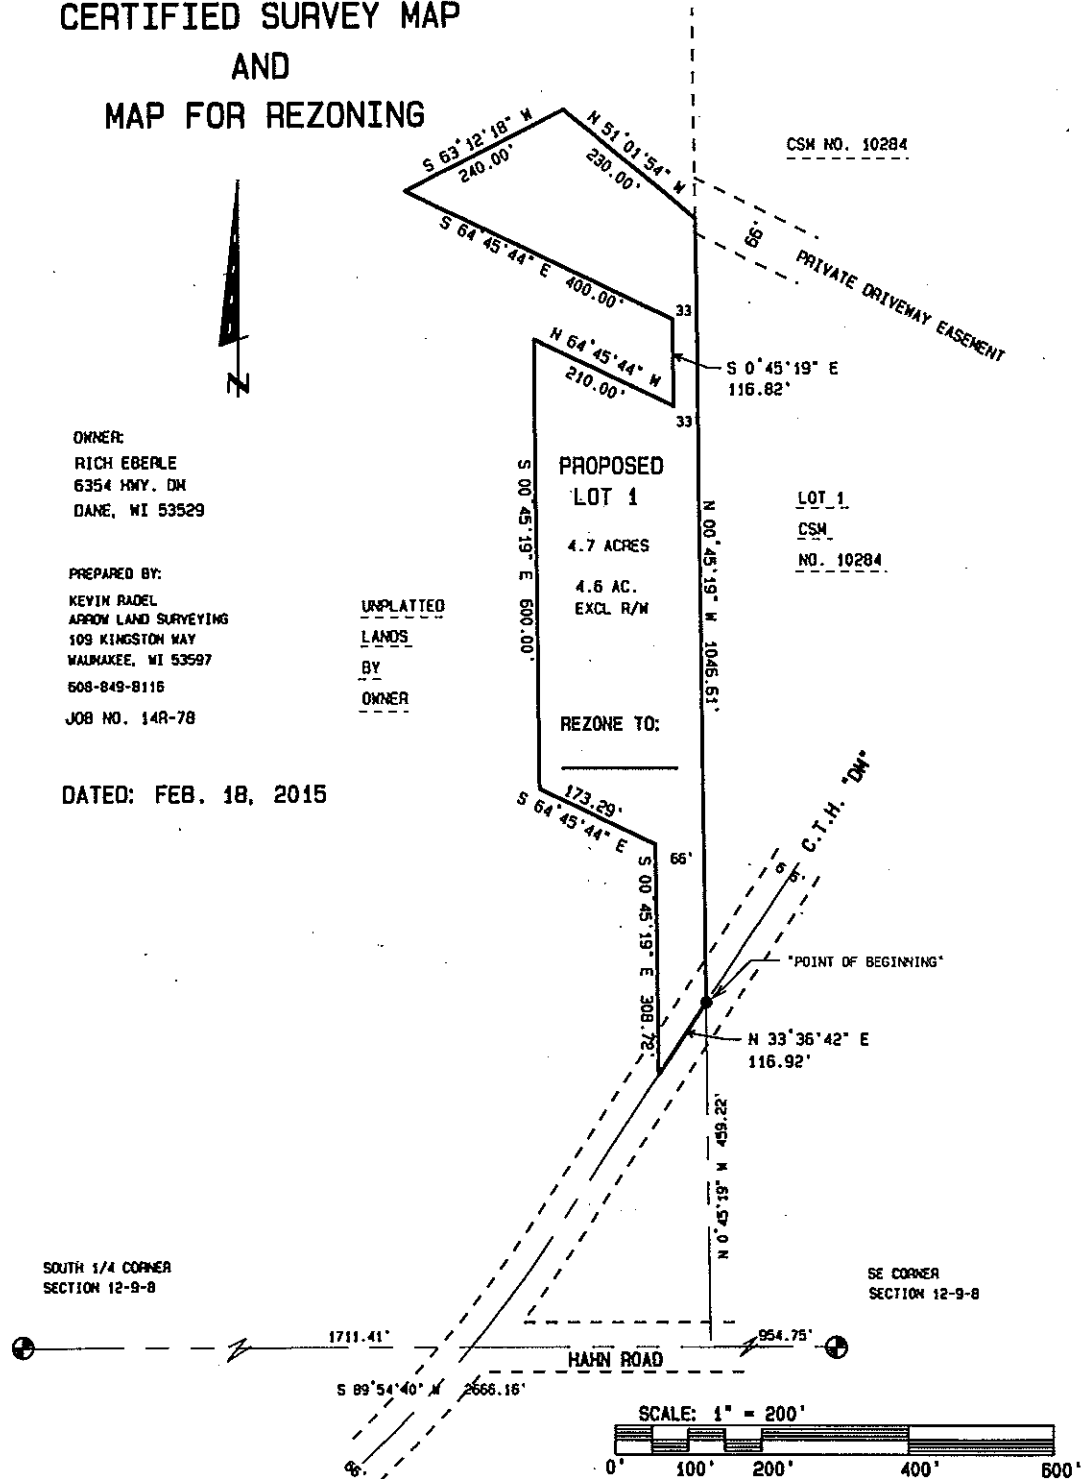 CERTIFIED SURVEY MAP
AND
MAP FOR REZONING
S 63°12'18" W
240.00'
N 51°01'54" W
230.00'
CSM NO. 10284
66'
PRIVATE DRIVEWAY EASEMENT
S 64°45'44" E 400.00'
33
N 64°45'44" W
210.00'
S 0°45'19" E
116.82'
33
N
OWNER:
RICH EBERLE
6354 HWY. DM
DANE, WI 53529
PREPARED BY:
KEVIN RADEL
ARROW LAND SURVEYING
109 KINGSTON WAY
WAUNAKEE, WI 53597
608-849-8116
JOB NO. 14R-78
DATED: FEB. 18, 2015
UNPLATTED
LANDS
BY
OWNER
S 00°45'19" E 600.00'
PROPOSED
LOT 1
4.7 ACRES
4.6 AC.
EXCL R/W
REZONE TO:
N 00°45'19" W 1046.61'
LOT 1
CSM
NO. 10284
173.29'
S 64°45'44" E
66'
S 00°45'19" E 308.72'
C.T.H. "DM"
66'
"POINT OF BEGINNING"
N 33°36'42" E
116.92'
N 0°45'19" W 459.22'
SOUTH 1/4 CORNER
SECTION 12-9-8
SE CORNER
SECTION 12-9-8
1711.41'
954.75'
HAHN ROAD
S 89°54'40" W 2666.16'
66'
SCALE: 1" = 200'
0' 100' 200' 400' 600'